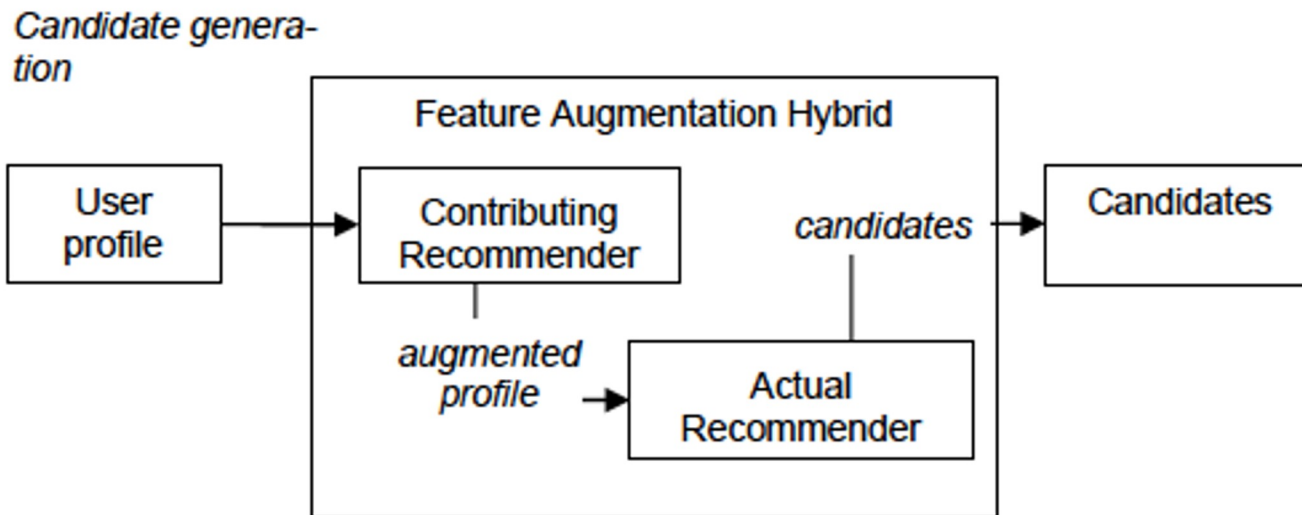 Candidate genera-
tion
Feature Augmentation Hybrid
User
profile
Contributing
Recommender
candidates
Candidates
augmented
profile
Actual
Recommender